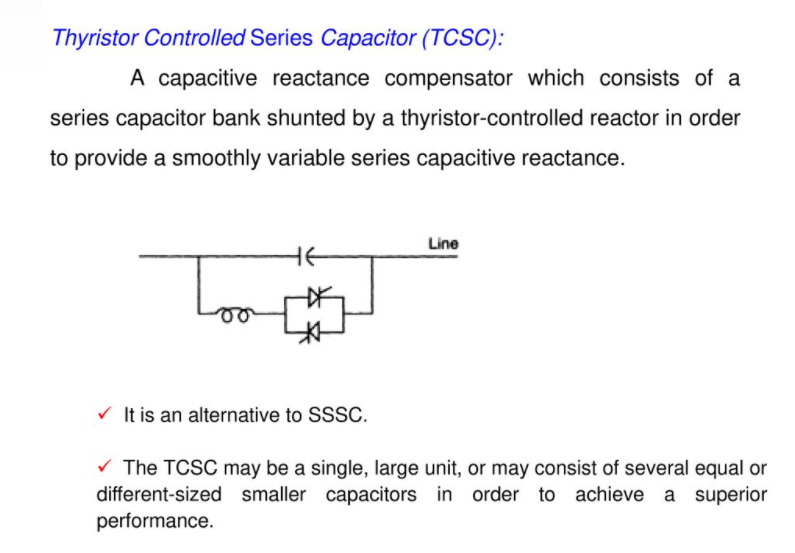 Thyristor Controlled Series Capacitor (TCSC):
A capacitive reactance compensator which consists of a
series capacitor bank shunted by a thyristor-controlled reactor in order
to provide a smoothly variable series capacitive reactance.
Line
✓ It is an alternative to SSSC.
✓ The TCSC may be a single, large unit, or may consist of several equal or
different-sized smaller capacitors in order to achieve a superior
performance.